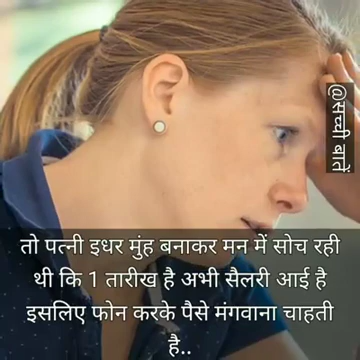 @सच्ची बातें
तो पत्नी इधर मुंह बनाकर मन में सोच रही
थी कि 1 तारीख है अभी सैलरी आई है
इसलिए फोन करके पैसे मंगवाना चाहती
है..